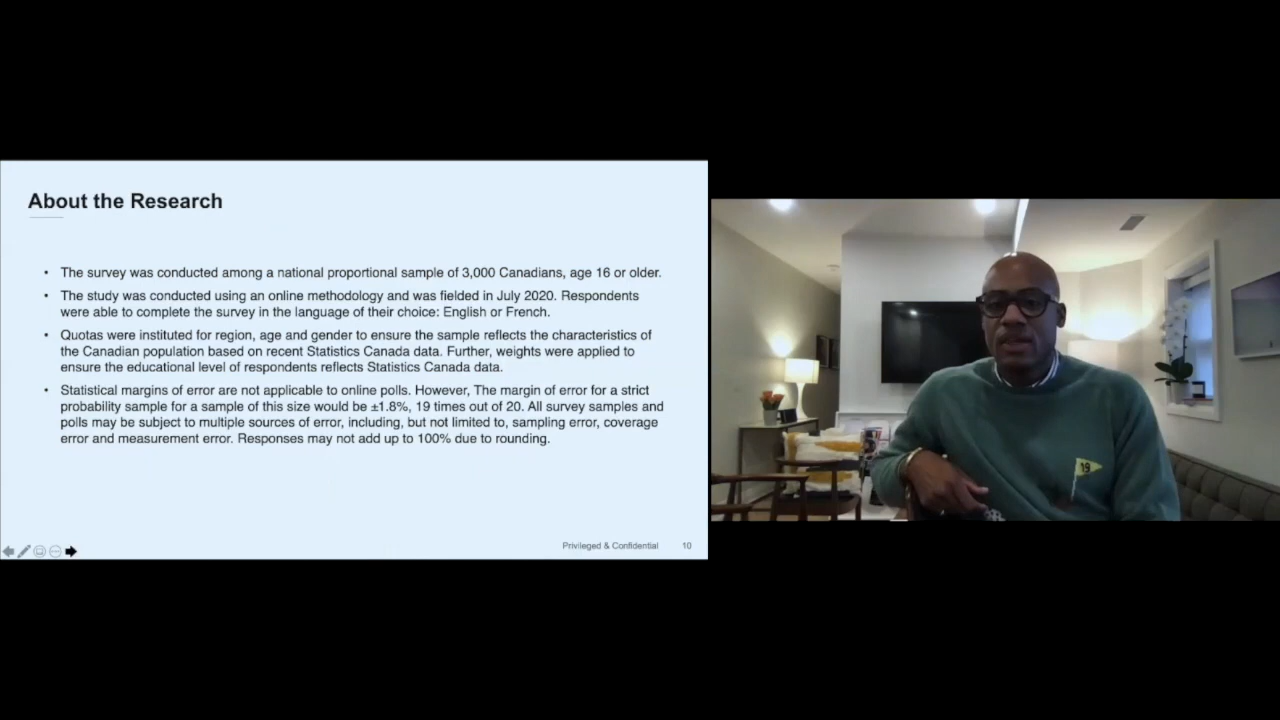 About the Research
• The survey was conducted among a national proportional sample of 3,000 Canadians, age 16 or older.
• The study was conducted using an online methodology and was fielded in July 2020. Respondents
were able to complete the survey in the language of their choice: English or French.
• Quotas were instituted for region, age and gender to ensure the sample reflects the characteristics of
the Canadian population based on recent Statistics Canada data. Further, weights were applied to
ensure the educational level of respondents reflects Statistics Canada data.
• Statistical margins of error are not applicable to online polls. However, The margin of error for a strict
probability sample for a sample of this size would be ±1.8%, 19 times out of 20. All survey samples and
polls may be subject to multiple sources of error, including, but not limited to, sampling error, coverage
error and measurement error. Responses may not add up to 100% due to rounding.
Privileged & Confidential 10
19